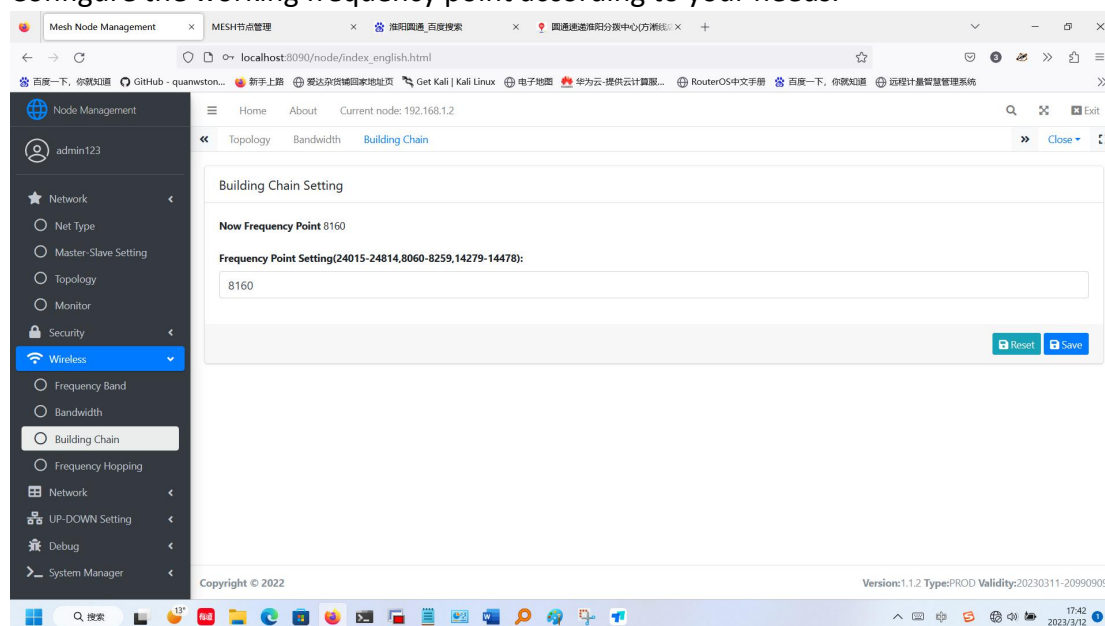 Configure the working frequency point according to your needs.
Mesh Node Management × MESH节点管理 × 淮阳圆通_百度搜索 × 圆通速递淮阳分拨中心(方淅线 × +
localhost:8090/node/index_english.html
百度一下，你就知道 GitHub - quanwston... 新手上路 爱达杂货铺回家地址页 Get Kali | Kali Linux 电子地图 华为云-提供云计算服... RouterOS中文手册 百度一下，你就知道 远程计量智慧管理系统
Node Management Home About Current node: 192.168.1.2 Exit
admin123 Topology Bandwidth Building Chain Close
Building Chain Setting
Network
Net Type
Now Frequency Point 8160
Master-Slave Setting
Frequency Point Setting(24015-24814,8060-8259,14279-14478):
Topology
8160
Monitor
Security
Reset Save
Wireless
Frequency Band
Bandwidth
Building Chain
Frequency Hopping
Network
UP-DOWN Setting
Debug
System Manager
Copyright © 2022 Version:1.1.2 Type:PROD Validity:20230311-20990909
搜索 13° 中 17:42
2023/3/12